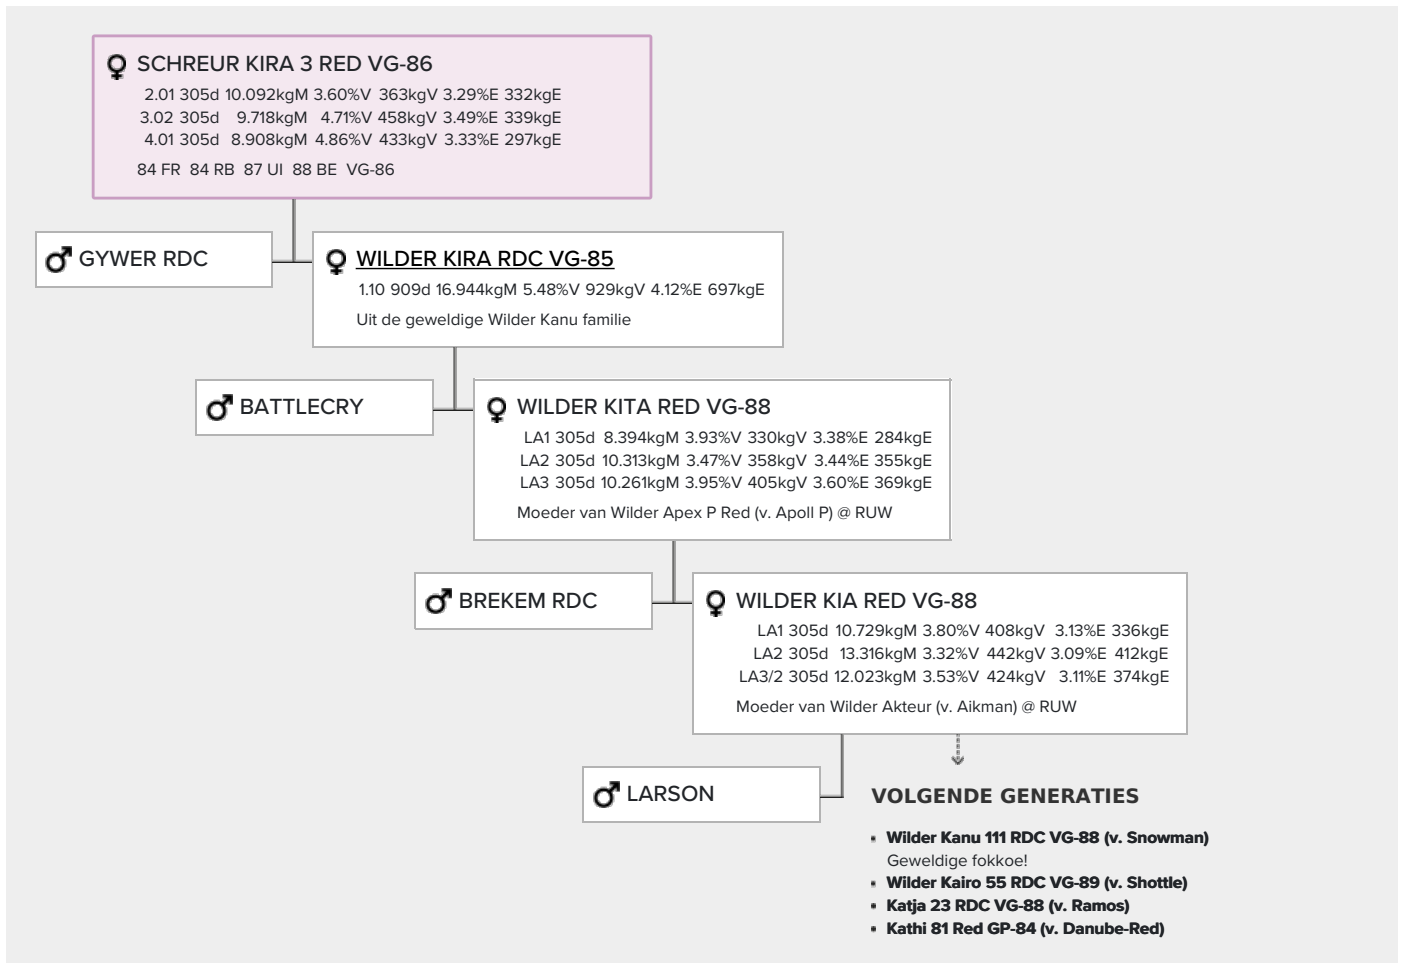 SCHREUR KIRA 3 RED VG-86
2.01 305d 10.092kgM 3.60%V 363kgV 3.29%E 332kgE
3.02 305d 9.718kgM 4.71%V 458kgV 3.49%E 339kgE
4.01 305d 8.908kgM 4.86%V 433kgV 3.33%E 297kgE
84 FR 84 RB 87 UI 88 BE VG-86
GYWER RDC
WILDER KIRA RDC VG-85
1.10 909d 16.944kgM 5.48%V 929kgV 4.12%E 697kgE
Uit de geweldige Wilder Kanu familie
BATTLECRY
WILDER KITA RED VG-88
LA1 305d 8.394kgM 3.93%V 330kgV 3.38%E 284kgE
LA2 305d 10.313kgM 3.47%V 358kgV 3.44%E 355kgE
LA3 305d 10.261kgM 3.95%V 405kgV 3.60%E 369kgE
Moeder van Wilder Apex P Red (v. Apoll P) @ RUW
BREKEM RDC
WILDER KIA RED VG-88
LA1 305d 10.729kgM 3.80%V 408kgV 3.13%E 336kgE
LA2 305d 13.316kgM 3.32%V 442kgV 3.09%E 412kgE
LA3/2 305d 12.023kgM 3.53%V 424kgV 3.11%E 374kgE
Moeder van Wilder Akteur (v. Aikman) @ RUW
LARSON
VOLGENDE GENERATIES
Wilder Kanu 111 RDC VG-88 (v. Snowman)
Geweldige fokkoe!
Wilder Kairo 55 RDC VG-89 (v. Shottle)
Katja 23 RDC VG-88 (v. Ramos)
Kathi 81 Red GP-84 (v. Danube-Red)